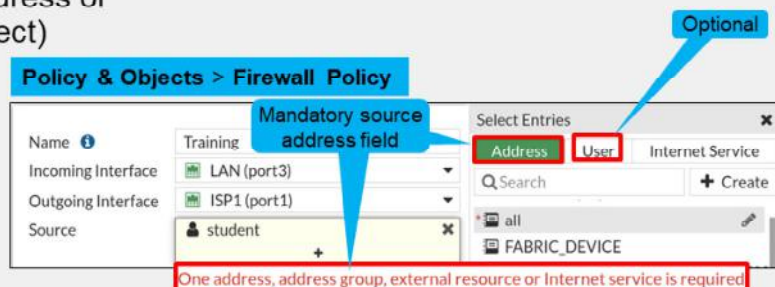 ect)
Optional
Policy & Objects > Firewall Policy
Mandatory source
address field
Select Entries
Name
Training
Address
User
Internet Service
Incoming Interface
LAN (port3)
Search
+ Create
Outgoing Interface
ISP1 (port1)
Source
student
all
+
FABRIC_DEVICE
One address, address group, external resource or Internet service is required